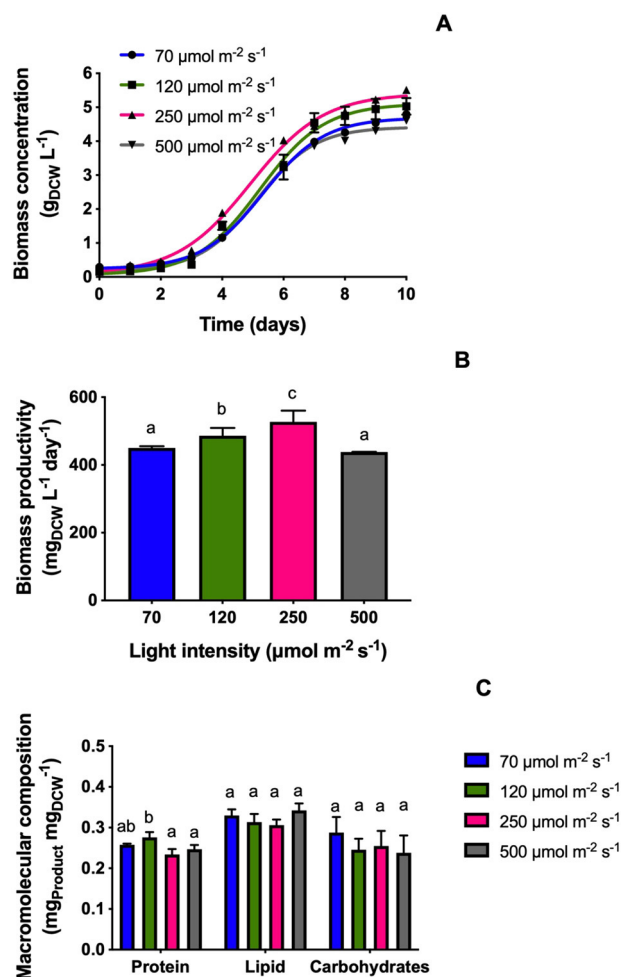 A
70 µmol m-2 s-1
120 µmol m-2 s-1
250 µmol m-2 s-1
500 µmol m-2 s-1
Biomass concentration
(gDCW L-1)
6
5
4
3
2
1
0
0 2 4 6 8 10
Time (days)
B
Biomass productivity
(mgDCW L-1 day-1)
600
400
200
0
a b c a
70 120 250 500
Light intensity (µmol m-2 s-1)
C
Macromolecular composition
(mgProduct mgDCW-1)
0.5
0.4
0.3
0.2
0.1
0.0
ab b a a a a a a a a a a
Protein Lipid Carbohydrates
70 µmol m-2 s-1
120 µmol m-2 s-1
250 µmol m-2 s-1
500 µmol m-2 s-1